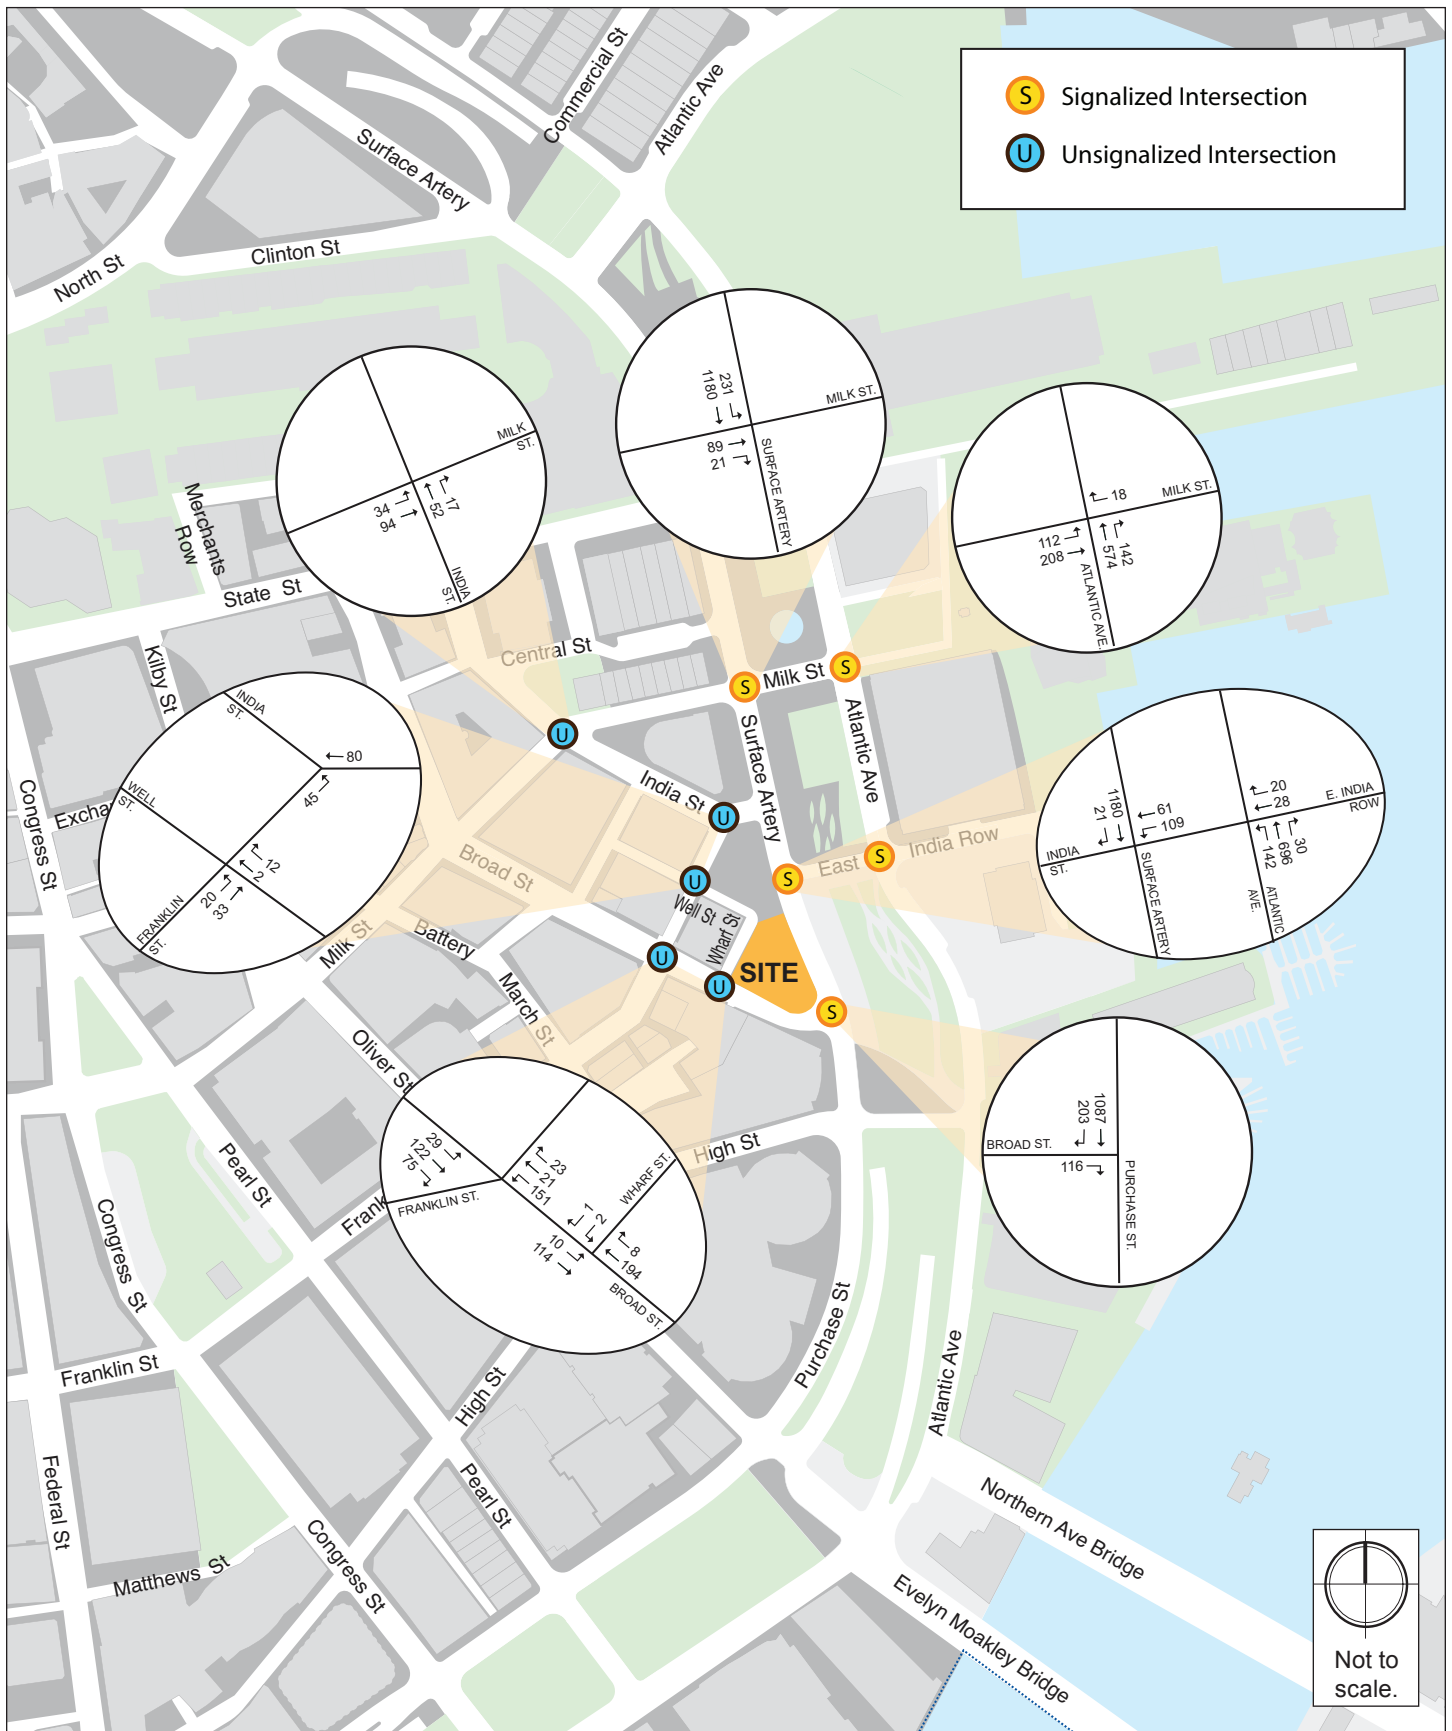 S Signalized Intersection
U Unsignalized Intersection
Commercial St
Atlantic Ave
Surface Artery
Clinton St
North St
231
1180
89
21
MILK ST.
SURFACE ARTERY
MILK
ST.
34
94
52
17
INDIA
ST.
18
MILK ST.
112
208
574
142
ATLANTIC AVE.
Merchants
Row
State St
Kilby St
Central St
S
Milk St
S
U
Surface Artery
Atlantic Ave
India St
U
INDIA
ST.
80
45
WELL
ST.
12
2
20
33
FRANKLIN
ST.
Congress St
Excha
Broad St
U
S
East
S
India Row
1180
21
61
109
20
28
E. INDIA
ROW
INDIA
ST.
SURFACE ARTERY
142
696
30
ATLANTIC
AVE.
Well St
Wharf St
Milk St
Battery
March St
U
U
SITE
S
Oliver St
29
122
75
FRANKLIN ST.
23
21
151
1
2
WHARF ST.
10
114
8
194
BROAD ST.
1087
203
BROAD ST.
116
PURCHASE ST.
High St
Pearl St
Frank
Congress St
Purchase St
Atlantic Ave
Franklin St
High St
Federal St
Pearl St
Matthews St
Congress St
Northern Ave Bridge
Evelyn Moakley Bridge
Not to
scale.